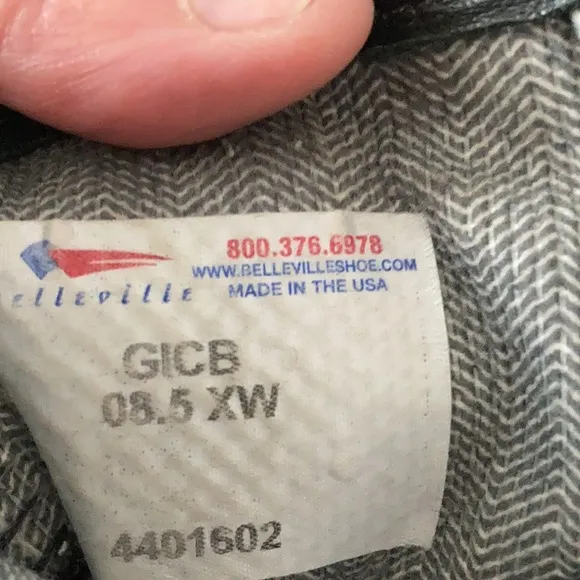 elleville
800.376.6978
WWW.BELLEVILLESHOE.COM
MADE IN THE USA
GICB
08.5 XW
4401602